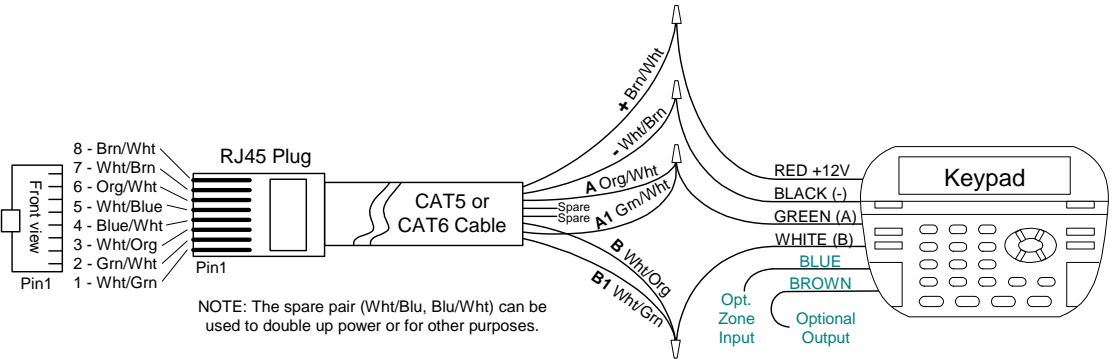 Front view
Pin1
8 - Brn/Wht
7 - Wht/Brn
6 - Org/Wht
5 - Wht/Blue
4 - Blue/Wht
3 - Wht/Org
2 - Grn/Wht
1 - Wht/Grn
RJ45 Plug
Pin1
CAT5 or
CAT6 Cable
NOTE: The spare pair (Wht/Blu, Blu/Wht) can be
used to double up power or for other purposes.
+ Brn/Wht
- Wht/Brn
A Org/Wht
Spare
Spare
A1 Grn/Wht
B Wht/Org
B1 Wht/Grn
RED +12V
BLACK (-)
GREEN (A)
WHITE (B)
BLUE
BROWN
Opt.
Zone
Input
Optional
Output
Keypad